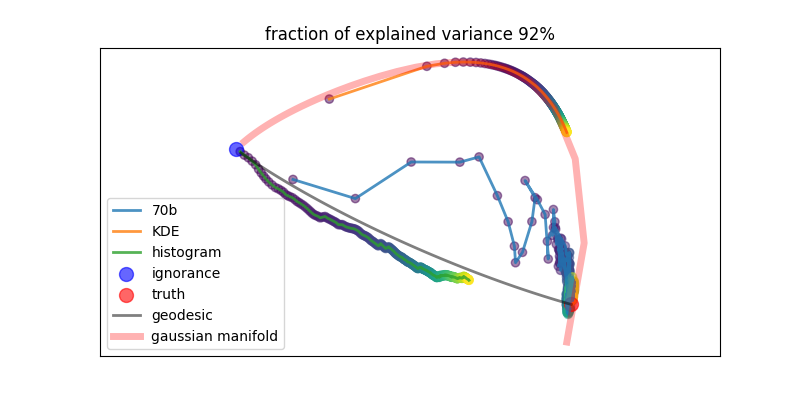 fraction of explained variance 92%
70b
KDE
histogram
ignorance
truth
geodesic
gaussian manifold